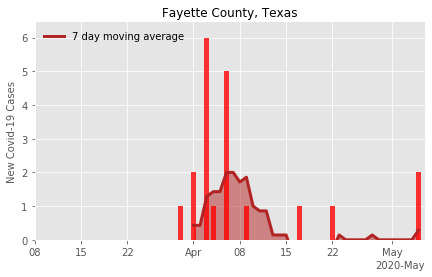 Fayette County, Texas
7 day moving average
New Covid-19 Cases
6
5
4
3
2
1
0
08 15 22 Apr 08 15 22 May
2020-May